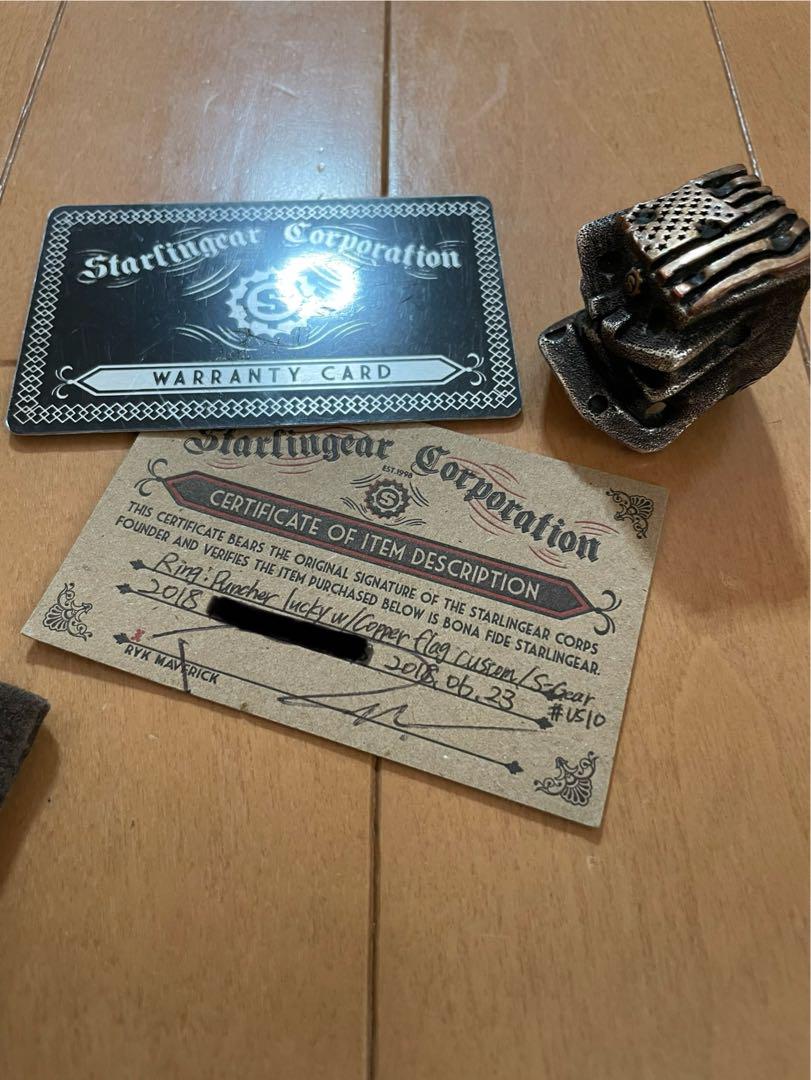 Starlingear Corporation
S
WARRANTY CARD
Starlingear Corporation
EST.1998
S
CERTIFICATE OF ITEM DESCRIPTION
THIS CERTIFICATE BEARS THE ORIGINAL SIGNATURE OF THE STARLINGEAR CORPS
FOUNDER AND VERIFIES THE ITEM PURCHASED BELOW IS BONA FIDE STARLINGEAR.
Ring: Puncher lucky w/Copper flag custom/S-Gear
2018 2018.06.23 #US10
RYK MAVERICK